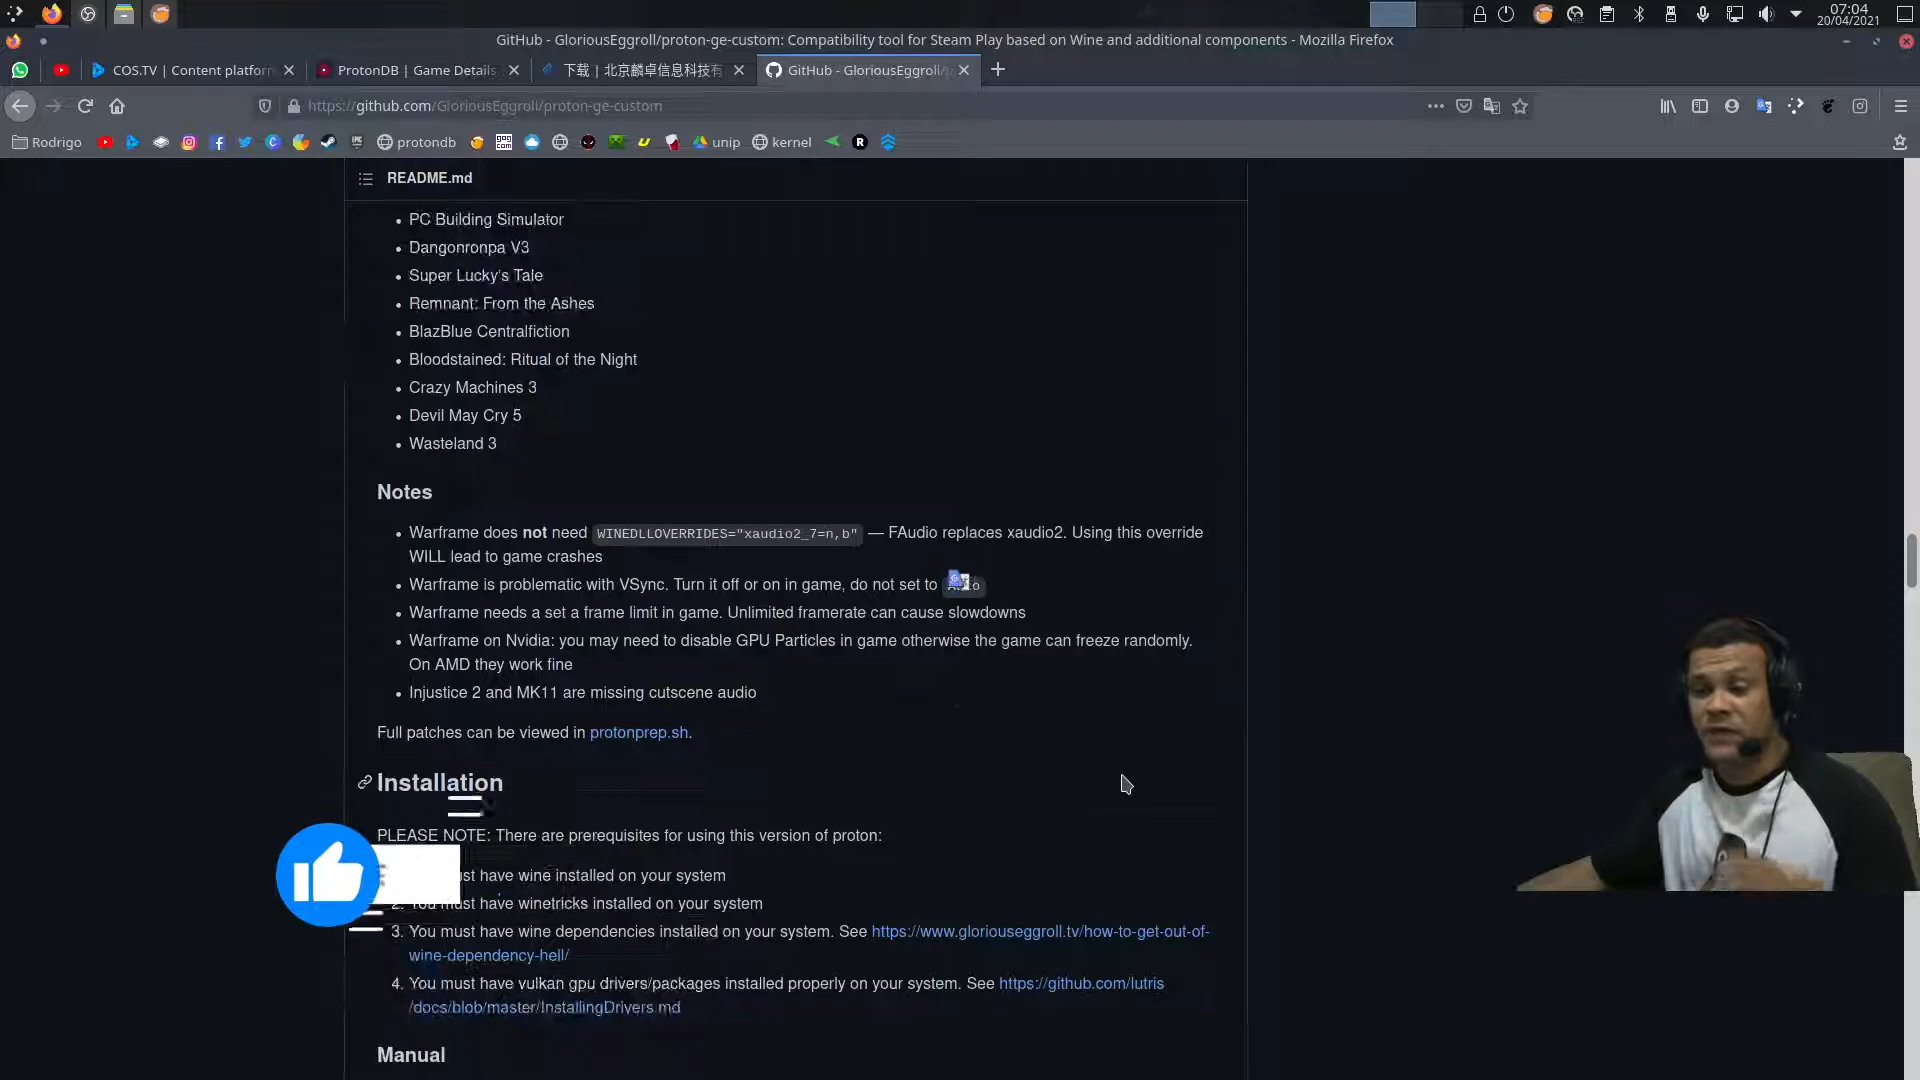 07:04
20/04/2021
GitHub - GloriousEggroll/proton-ge-custom: Compatibility tool for Steam Play based on Wine and additional components - Mozilla Firefox
COS.TV | Content platforn
ProtonDB | Game Details
下载 | 北京麟卓信息科技有
GitHub - GloriousEggroll/p
https://github.com/GloriousEggroll/proton-ge-custom
Rodrigo
protondb
unip
kernel
README.md
PC Building Simulator
Dangonronpa V3
Super Lucky's Tale
Remnant: From the Ashes
BlazBlue Centralfiction
Bloodstained: Ritual of the Night
Crazy Machines 3
Devil May Cry 5
Wasteland 3
Notes
Warframe does not need WINEDLLOVERRIDES="xaudio2_7=n,b" — FAudio replaces xaudio2. Using this override
WILL lead to game crashes
Warframe is problematic with VSync. Turn it off or on in game, do not set to
Warframe needs a set a frame limit in game. Unlimited framerate can cause slowdowns
Warframe on Nvidia: you may need to disable GPU Particles in game otherwise the game can freeze randomly.
On AMD they work fine
Injustice 2 and MK11 are missing cutscene audio
Full patches can be viewed in protonprep.sh.
Installation
PLEASE NOTE: There are prerequisites for using this version of proton:
have wine installed on your system
2. You must have winetricks installed on your system
3. You must have wine dependencies installed on your system. See https://www.gloriouseggroll.tv/how-to-get-out-of-
wine-dependency-hell/
4. You must have vulkan gpu drivers/packages installed properly on your system. See https://github.com/lutris
/docs/blob/master/InstallingDrivers.md
Manual